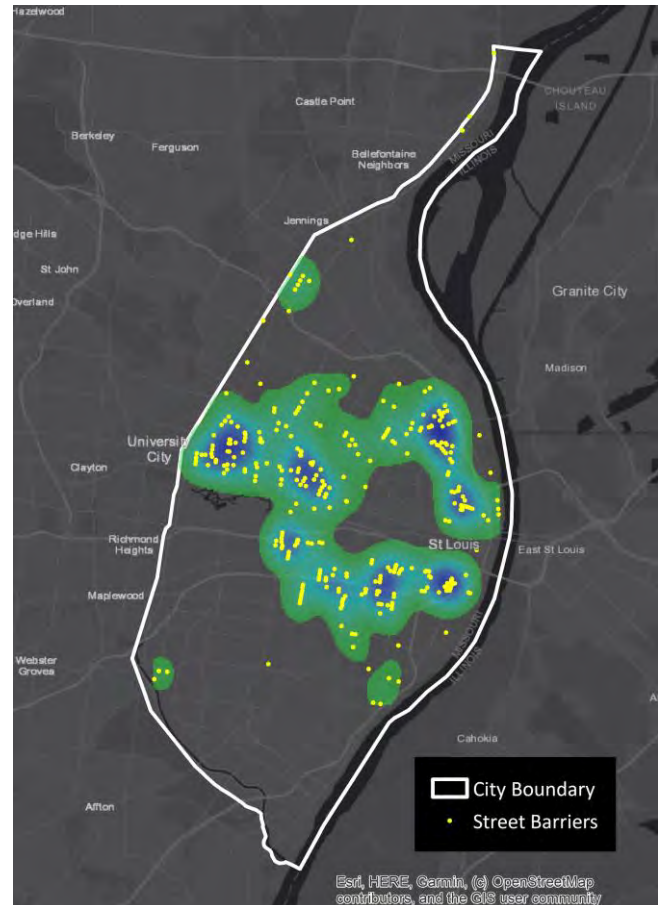 Hazelwood
CHOUTEAU
ISLAND
Castle Point
Berkeley
Ferguson
Bellefontaine
Neighbors
MISSOURI
ILLINOIS
Jennings
dge Hills
St John
Overland
Granite City
Madison
Universit
City
Clayton
Richmond
Heights
St Louis
East St Louis
Maplewood
MISSOURI
ILLINOIS
Webster
Groves
A
Cahokia
City Boundary
Affton
Street Barriers
Esri, HERE, Garmin, (c) OpenStreetMap
contributors, and the GIS user community